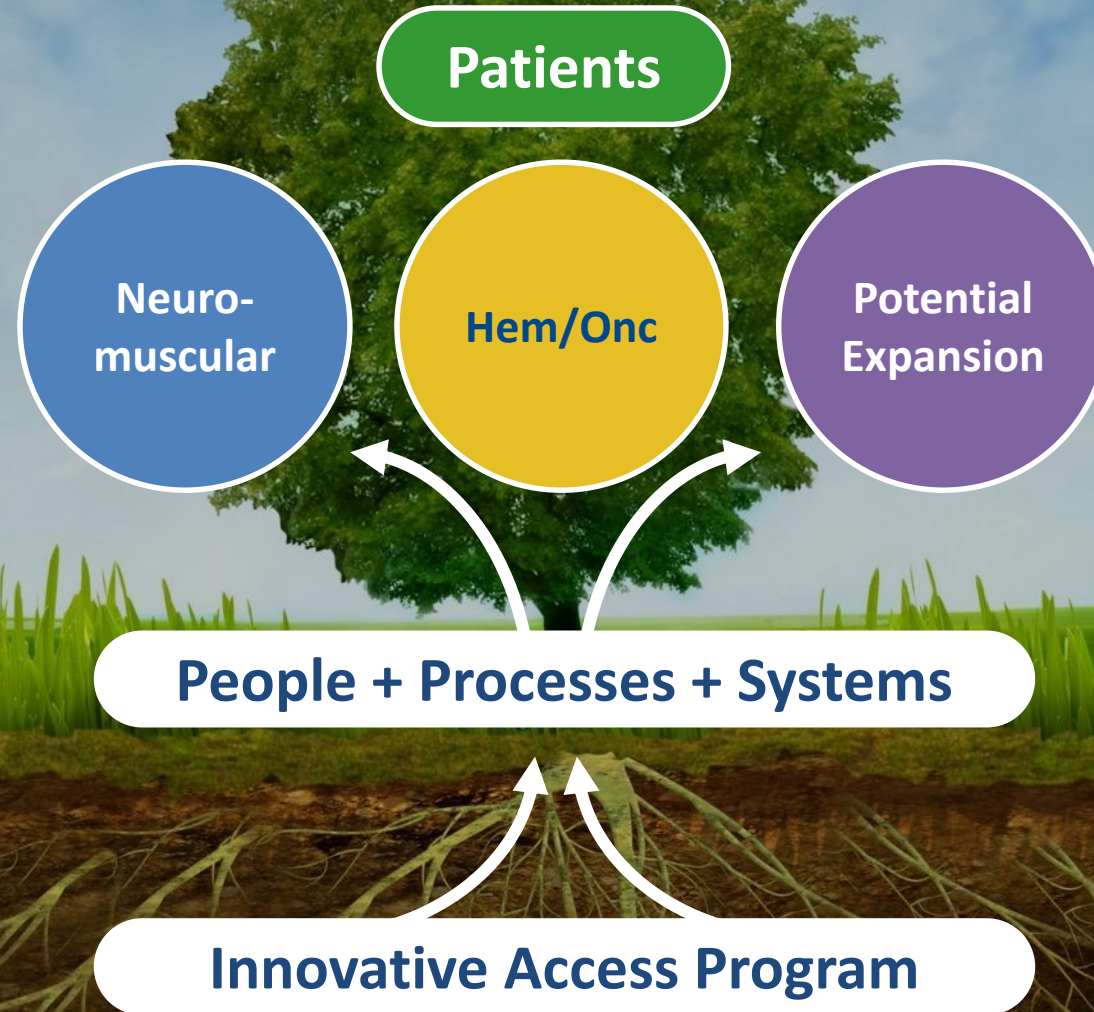 Patients
Neuro-
muscular
Hem/Onc
Potential
Expansion
People + Processes + Systems
Innovative Access Program